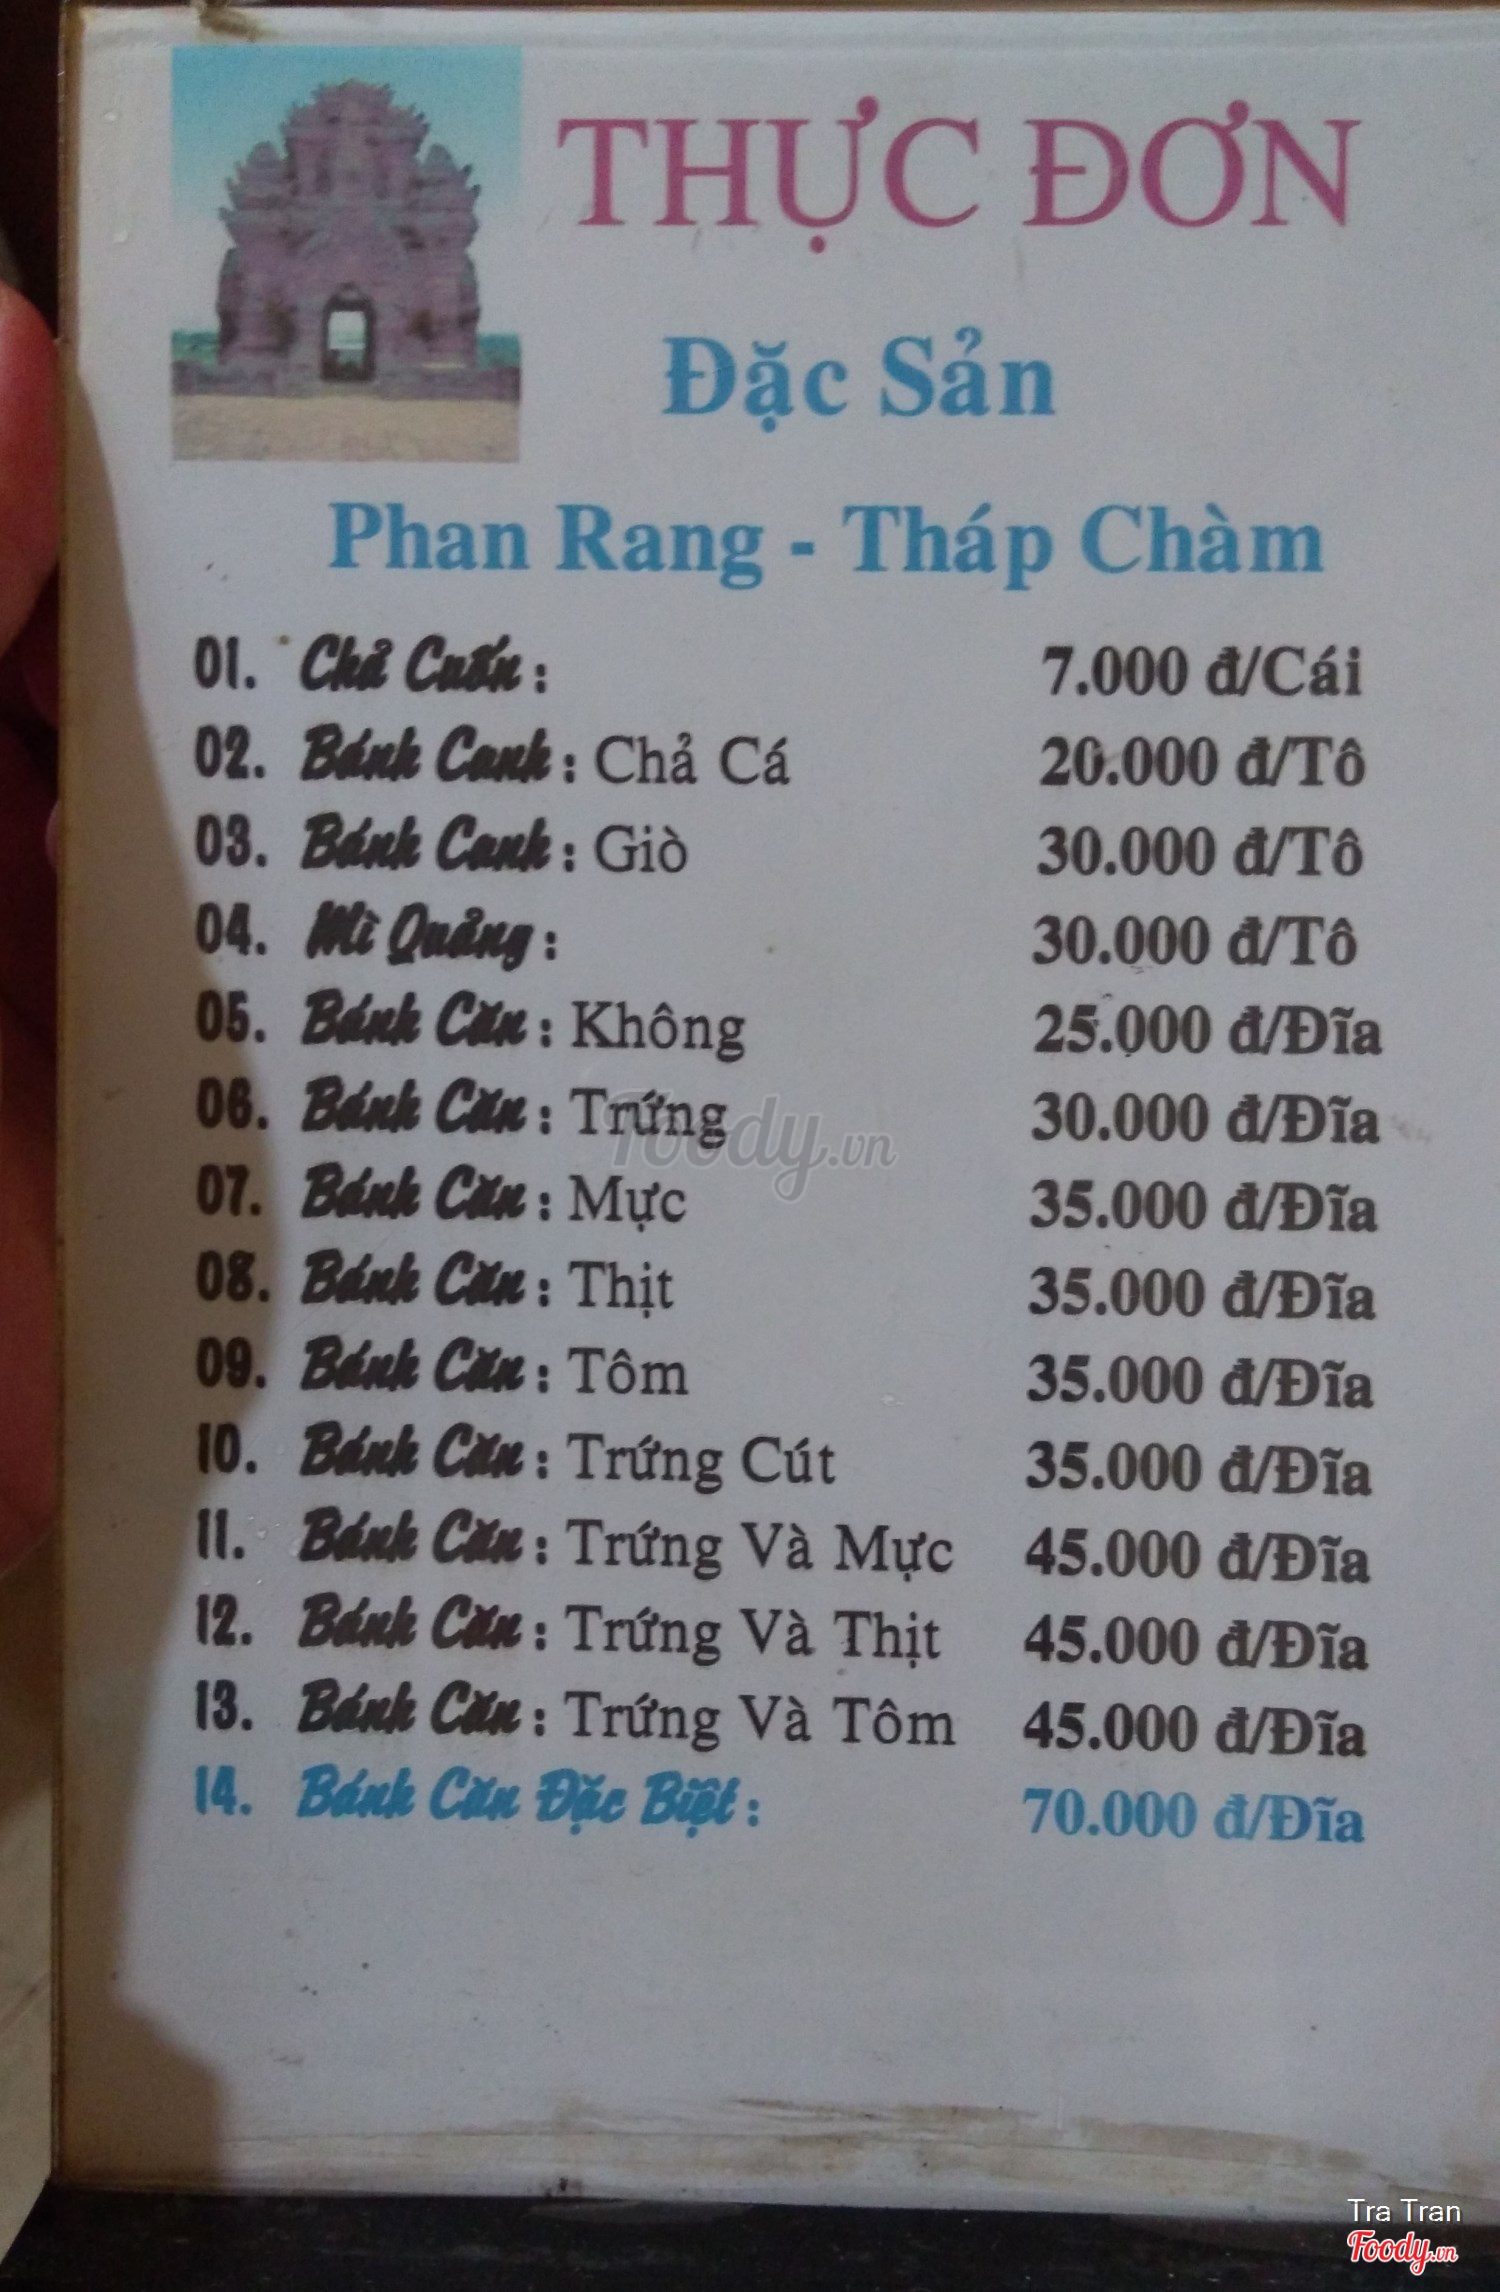 THỰC ĐƠN
Đặc Sản
Phan Rang - Tháp Chàm
01. Chả Cuốn : 7.000 đ/Cái
02. Bánh Canh : Chả Cá 20.000 đ/Tô
03. Bánh Canh : Giò 30.000 đ/Tô
04. Mì Quảng : 30.000 đ/Tô
05. Bánh Căn : Không 25.000 đ/Đĩa
06. Bánh Căn : Trứng 30.000 đ/Đĩa
07. Bánh Căn : Mực 35.000 đ/Đĩa
08. Bánh Căn : Thịt 35.000 đ/Đĩa
09. Bánh Căn : Tôm 35.000 đ/Đĩa
10. Bánh Căn : Trứng Cút 35.000 đ/Đĩa
11. Bánh Căn : Trứng Và Mực 45.000 đ/Đĩa
12. Bánh Căn : Trứng Và Thịt 45.000 đ/Đĩa
13. Bánh Căn : Trứng Và Tôm 45.000 đ/Đĩa
14. Bánh Căn Đặc Biệt : 70.000 đ/Đĩa
Foody.vn
Tra Tran
Foody.vn